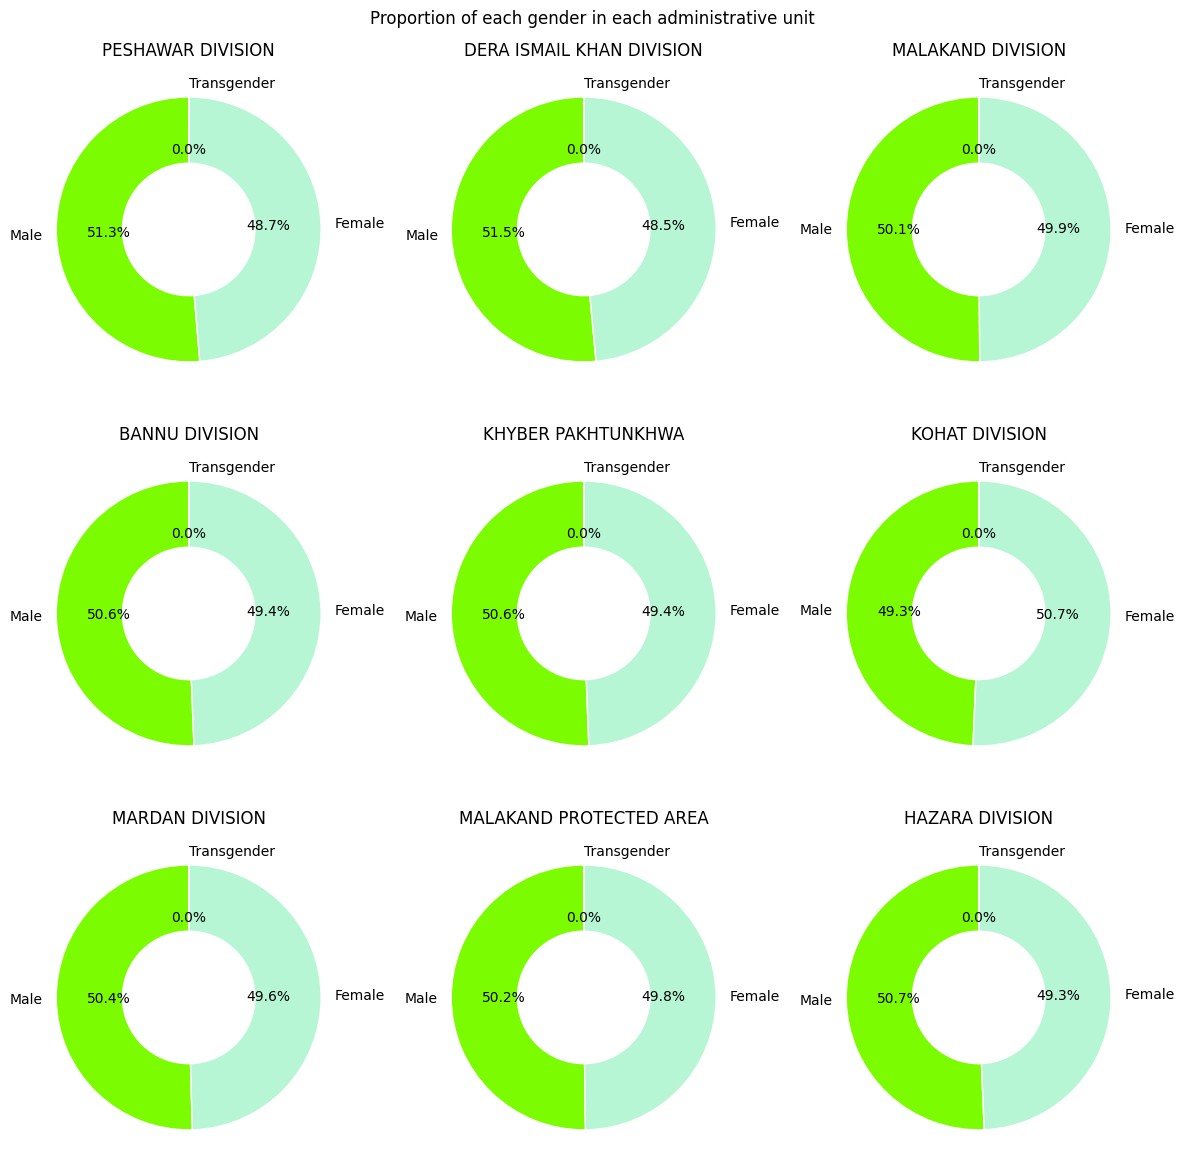 Proportion of each gender in each administrative unit
PESHAWAR DIVISION
Transgender
0.0%
Male
51.3%
48.7%
Female
DERA ISMAIL KHAN DIVISION
Transgender
0.0%
Male
51.5%
48.5%
Female
MALAKAND DIVISION
Transgender
0.0%
Male
50.1%
49.9%
Female
BANNU DIVISION
Transgender
0.0%
Male
50.6%
49.4%
Female
KHYBER PAKHTUNKHWA
Transgender
0.0%
Male
50.6%
49.4%
Female
KOHAT DIVISION
Transgender
0.0%
Male
49.3%
50.7%
Female
MARDAN DIVISION
Transgender
0.0%
Male
50.4%
49.6%
Female
MALAKAND PROTECTED AREA
Transgender
0.0%
Male
50.2%
49.8%
Female
HAZARA DIVISION
Transgender
0.0%
Male
50.7%
49.3%
Female